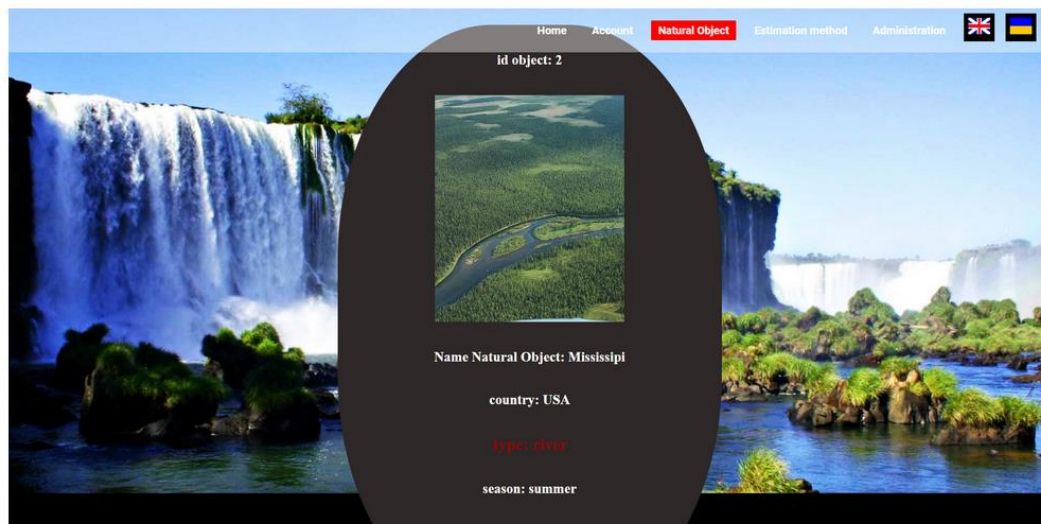 Home Account Natural Object Estimation method Administration
id object: 2
Name Natural Object: Mississipi
country: USA
type: river
season: summer